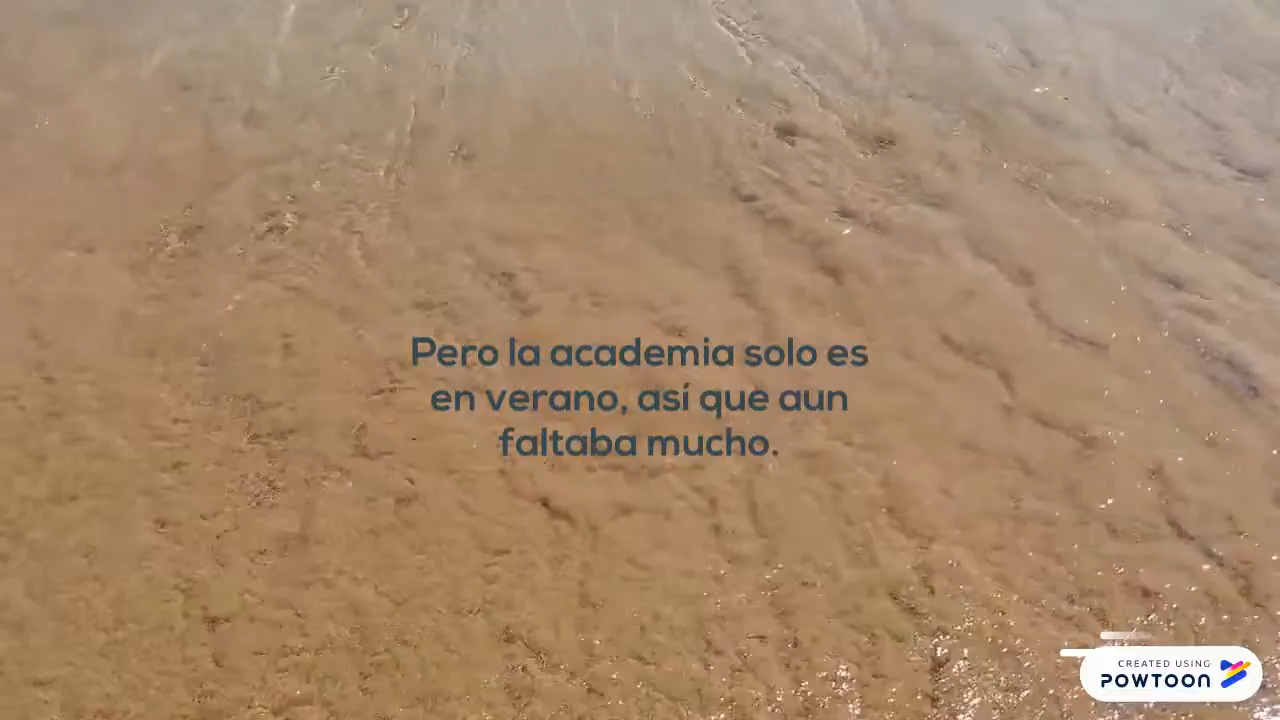 Pero la academia solo es
en verano, así que aun
faltaba mucho.
CREATED USING
POWTOON